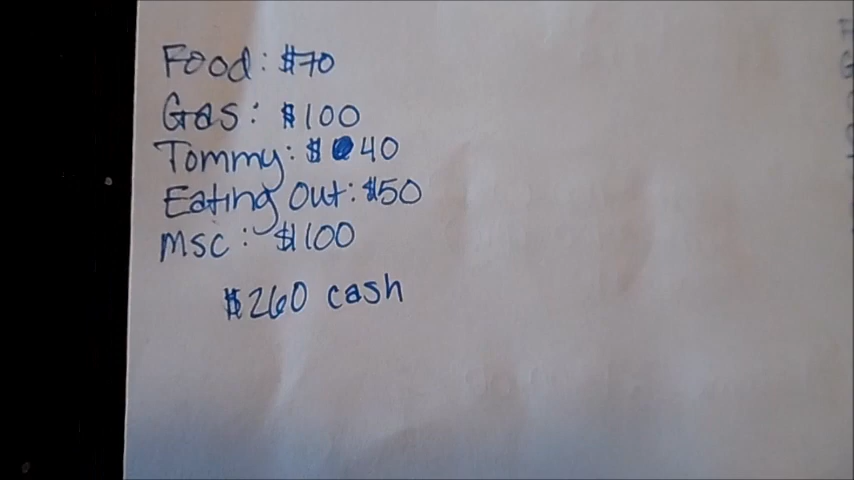 Food: $70
Gas: $100
Tommy: $ 40
Eating Out: $50
msc: $100
$260 cash